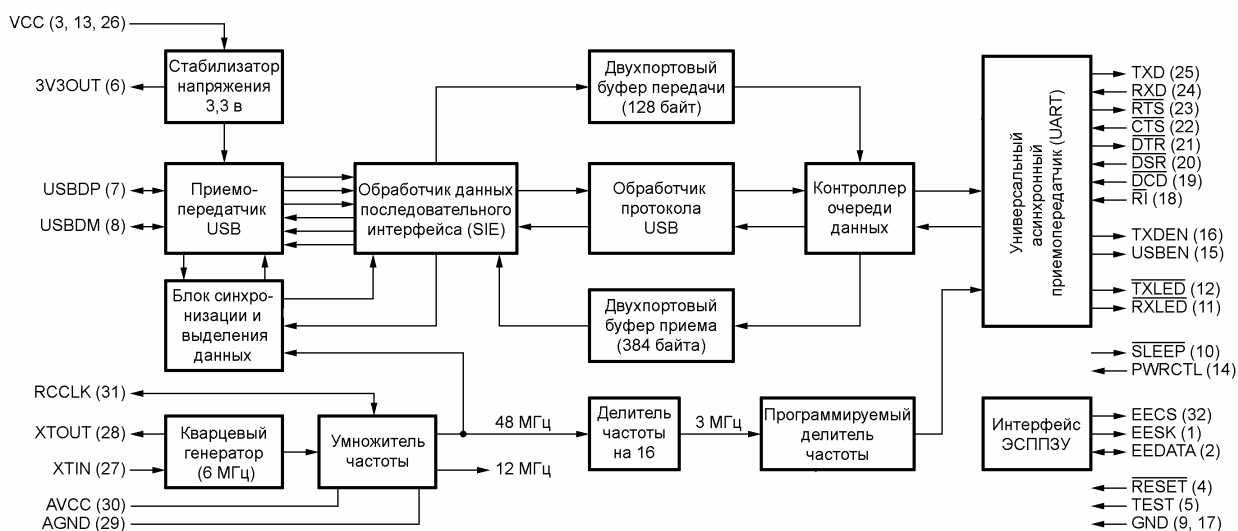 VCC (3, 13, 26)
3V3OUT (6)
USBDP (7)
USBDM (8)
RCCLK (31)
XTOUT (28)
XTIN (27)
AVCC (30)
AGND (29)
Стабилизатор
напряжения
3,3 в
Приемо-
передатчик
USB
Блок синхро-
низации и
выделения
данных
Кварцевый
генератор
(6 МГц)
Умножитель
частоты
Обработчик данных
последовательного
интерфейса (SIE)
Двухпортовый
буфер передачи
(128 байт)
Обработчик
протокола
USB
Двухпортовый
буфер приема
(384 байта)
Контроллер
очереди
данных
48 МГц
12 МГц
Делитель
частоты
на 16
3 МГц
Программируемый
делитель
частоты
Универсальный
асинхронный
приемопередатчик (UART)
Интерфейс
ЭСППЗУ
TXD (25)
RXD (24)
RTS (23)
CTS (22)
DTR (21)
DSR (20)
DCD (19)
RI (18)
TXDEN (16)
USBEN (15)
TXLED (12)
RXLED (11)
SLEEP (10)
PWRCTL (14)
EECS (32)
EESK (1)
EEDATA (2)
RESET (4)
TEST (5)
GND (9, 17)